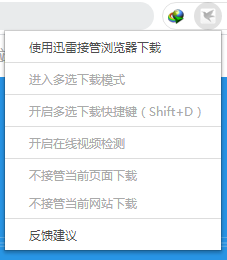 使用迅雷接管浏览器下载
进入多选下载模式
开启多选下载快捷键（Shift+D）
开启在线视频检测
不接管当前页面下载
不接管当前网站下载
反馈建议